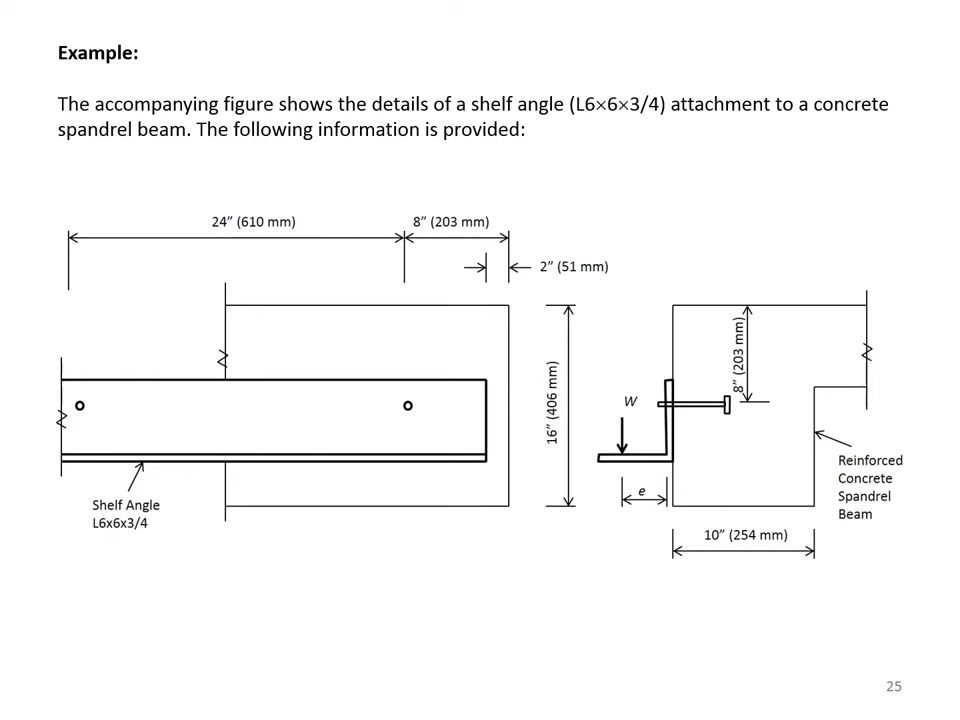 Example:
The accompanying figure shows the details of a shelf angle (L6×6×3/4) attachment to a concrete
spandrel beam. The following information is provided:
24” (610 mm)
8” (203 mm)
2” (51 mm)
8” (203 mm)
W
16” (406 mm)
Reinforced
Concrete
Spandrel
Beam
e
Shelf Angle
L6x6x3/4
10” (254 mm)
25